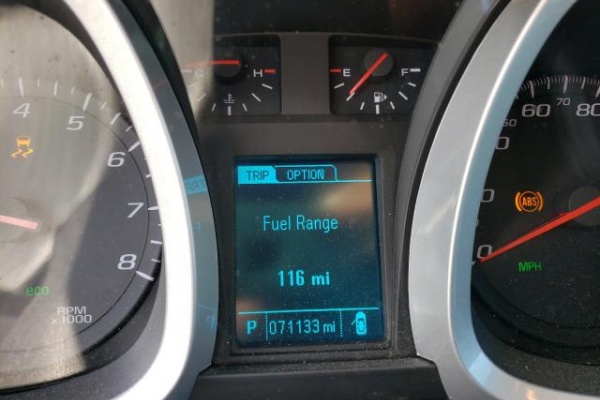 C H
E F
4
5
6
7
8
eco
RPM
x1000
TRIP OPTION
Fuel Range
116 mi
P 071133 mi
60
70
80
ABS
MPH